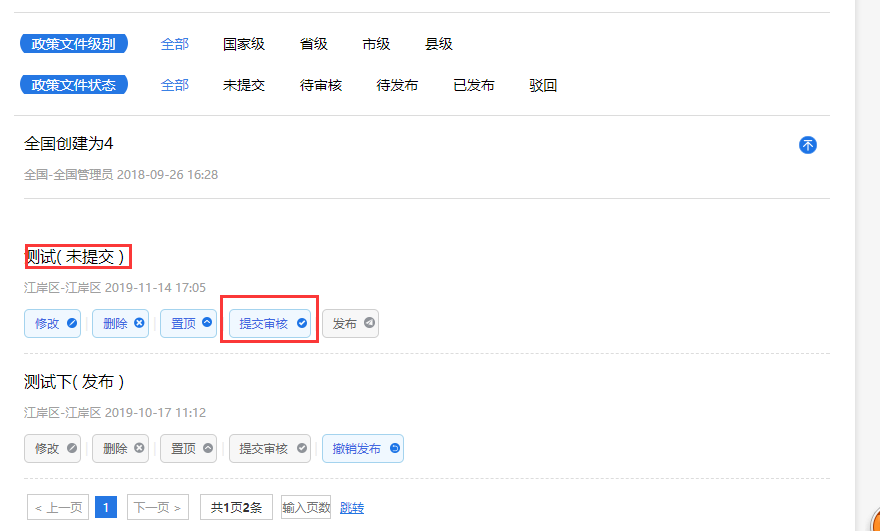 政策文件级别 全部 国家级 省级 市级 县级
政策文件状态 全部 未提交 待审核 待发布 已发布 驳回
全国创建为4
全国-全国管理员 2018-09-26 16:28
测试( 未提交 )
江岸区-江岸区 2019-11-14 17:05
修改 删除 置顶 提交审核 发布
测试下( 发布 )
江岸区-江岸区 2019-10-17 11:12
修改 删除 置顶 提交审核 撤销发布
< 上一页 1 下一页 > 共1页2条 输入页数 跳转